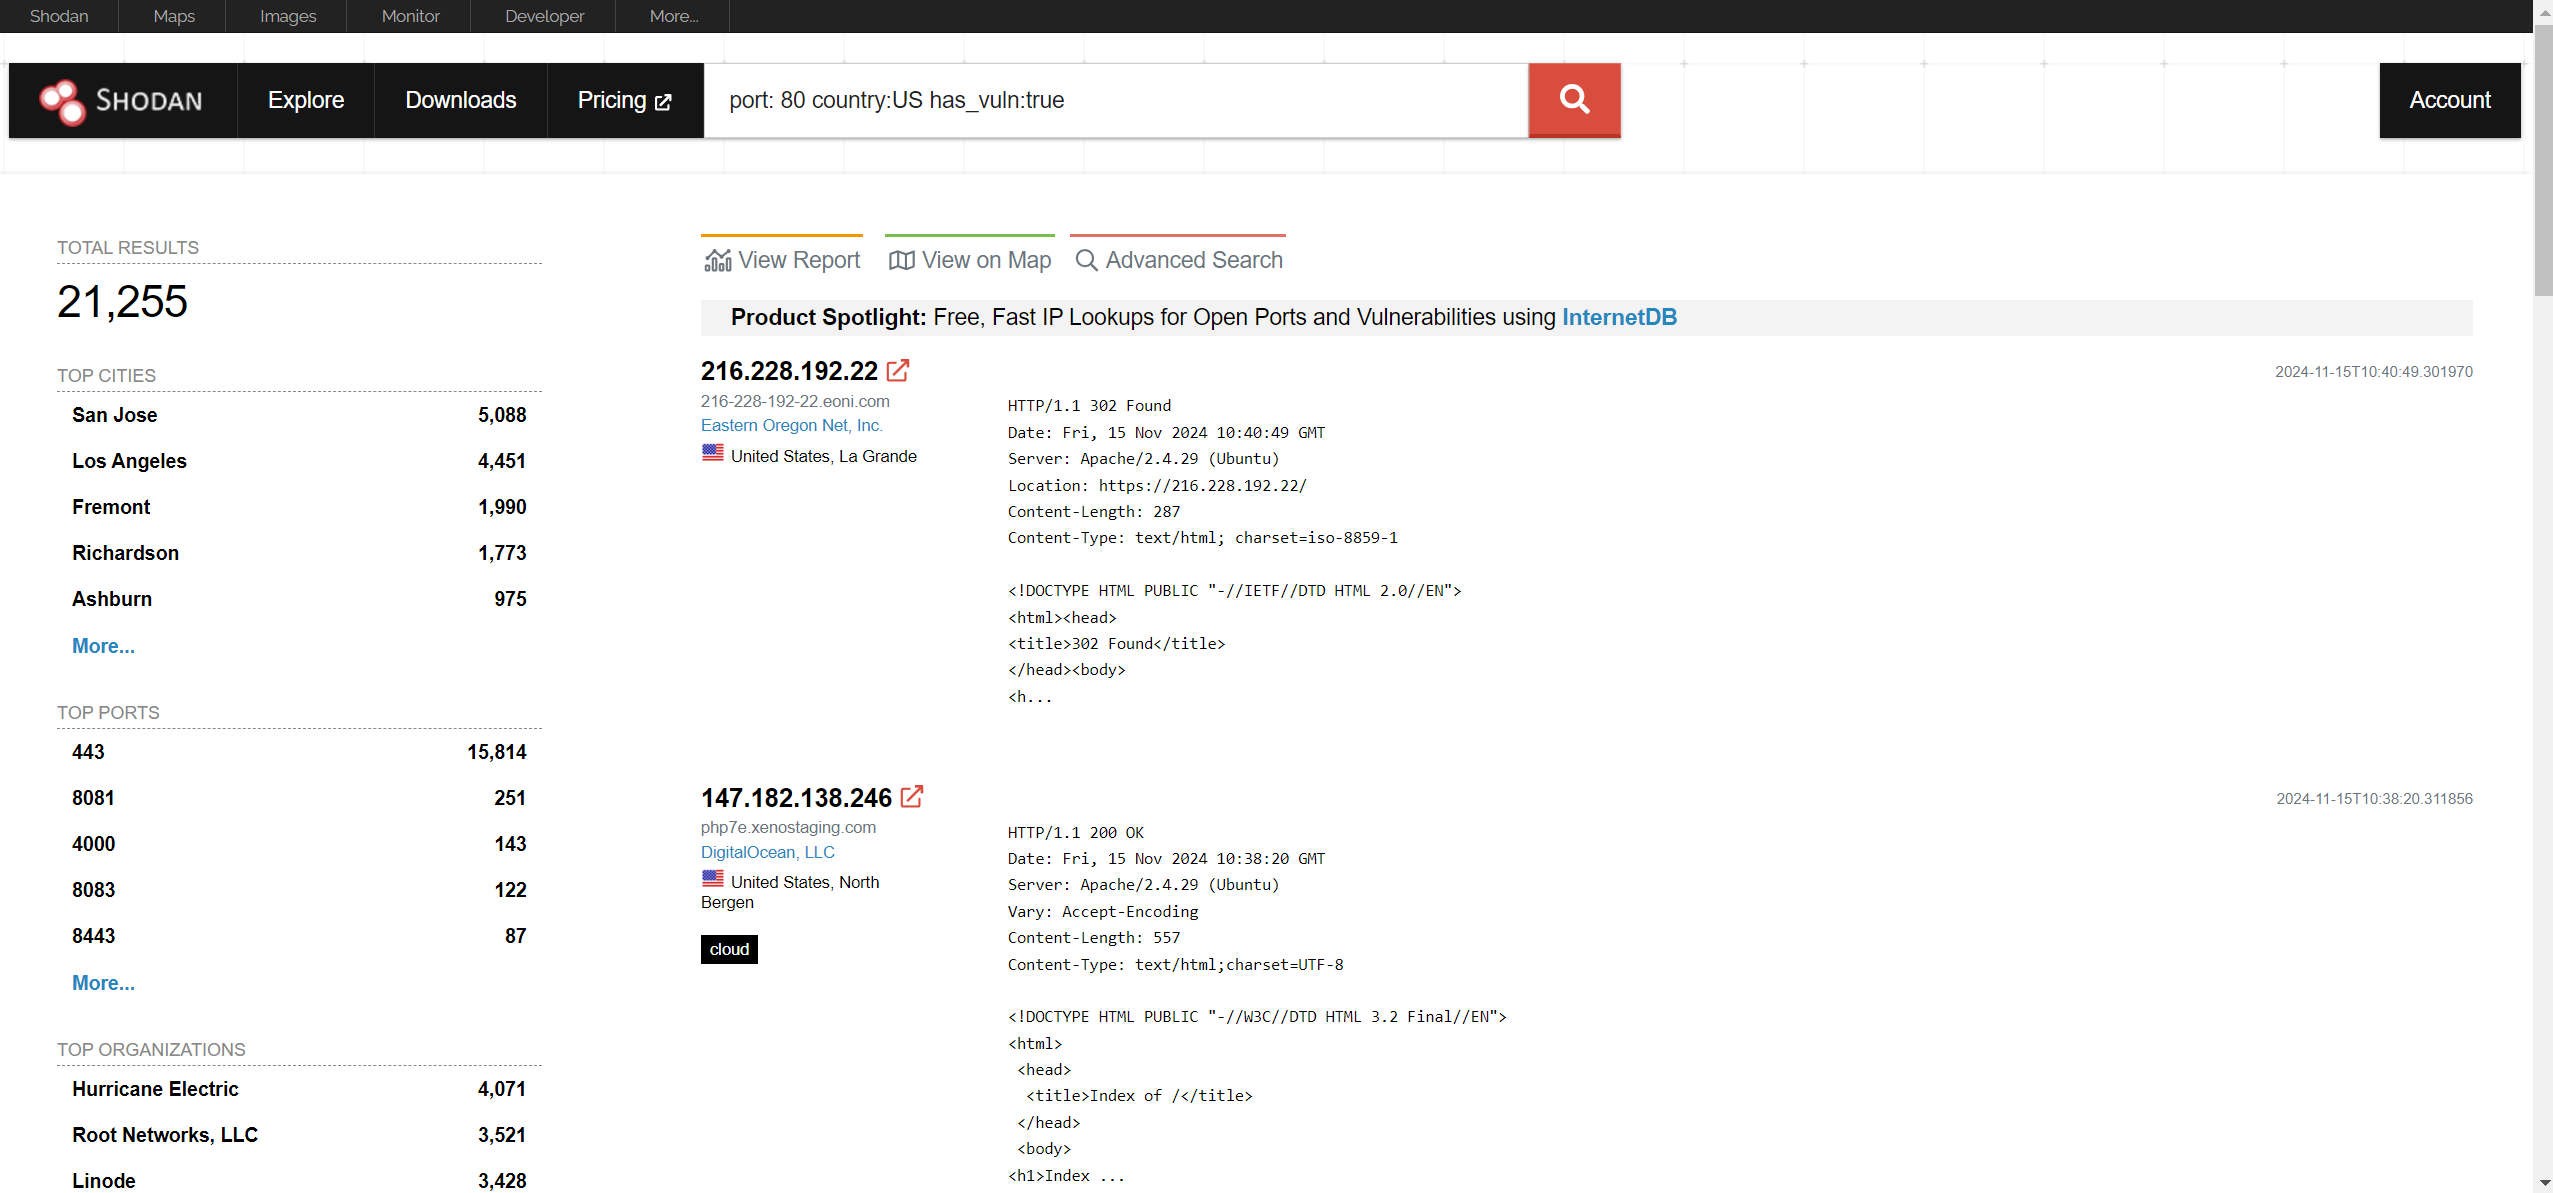 Shodan Maps Images Monitor Developer More...
SHODAN Explore Downloads Pricing port: 80 country:US has_vuln:true Account
TOTAL RESULTS
21,255
TOP CITIES
San Jose 5,088
Los Angeles 4,451
Fremont 1,990
Richardson 1,773
Ashburn 975
More...
TOP PORTS
443 15,814
8081 251
4000 143
8083 122
8443 87
More...
TOP ORGANIZATIONS
Hurricane Electric 4,071
Root Networks, LLC 3,521
Linode 3,428
View Report View on Map Advanced Search
Product Spotlight: Free, Fast IP Lookups for Open Ports and Vulnerabilities using InternetDB
216.228.192.22
2024-11-15T10:40:49.301970
216-228-192-22.eoni.com
Eastern Oregon Net, Inc.
United States, La Grande
HTTP/1.1 302 Found
Date: Fri, 15 Nov 2024 10:40:49 GMT
Server: Apache/2.4.29 (Ubuntu)
Location: https://216.228.192.22/
Content-Length: 287
Content-Type: text/html; charset=iso-8859-1
<!DOCTYPE HTML PUBLIC "-//IETF//DTD HTML 2.0//EN">
<html><head>
<title>302 Found</title>
</head><body>
<h...
147.182.138.246
2024-11-15T10:38:20.311856
php7e.xenostaging.com
DigitalOcean, LLC
United States, North
Bergen
cloud
HTTP/1.1 200 OK
Date: Fri, 15 Nov 2024 10:38:20 GMT
Server: Apache/2.4.29 (Ubuntu)
Vary: Accept-Encoding
Content-Length: 557
Content-Type: text/html;charset=UTF-8
<!DOCTYPE HTML PUBLIC "-//W3C//DTD HTML 3.2 Final//EN">
<html>
<head>
<title>Index of /</title>
</head>
<body>
<h1>Index ...